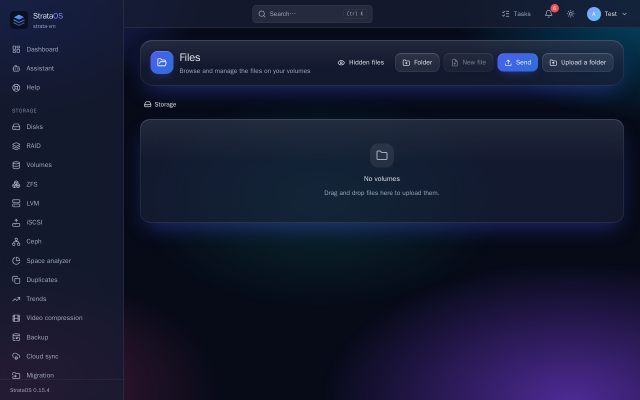 StrataOS
strata-srv
Search…
Ctrl K
Tasks
6
A
Test
Dashboard
Assistant
Help
STORAGE
Disks
RAID
Volumes
ZFS
LVM
iSCSI
Ceph
Space analyzer
Duplicates
Trends
Video compression
Backup
Cloud sync
Migration
StrataOS 0.15.4
Files
Browse and manage the files on your volumes
Hidden files
Folder
New file
Send
Upload a folder
Storage
No volumes
Drag and drop files here to upload them.